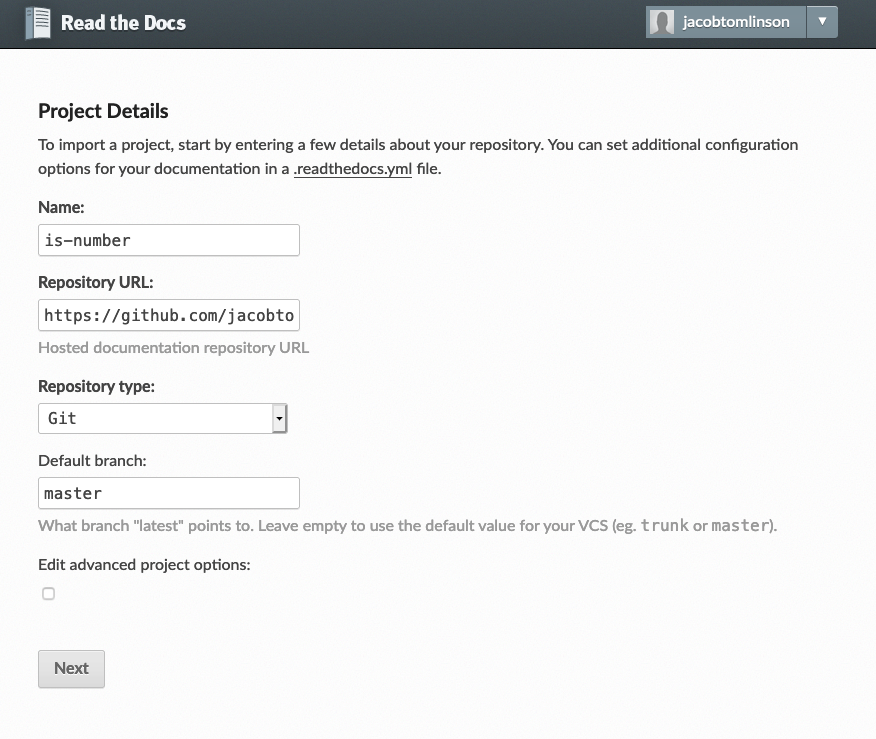 Read the Docs
jacobtomlinson
Project Details
To import a project, start by entering a few details about your repository. You can set additional configuration
options for your documentation in a .readthedocs.yml file.
Name:
is-number
Repository URL:
https://github.com/jacobto
Hosted documentation repository URL
Repository type:
Git
Default branch:
master
What branch "latest" points to. Leave empty to use the default value for your VCS (eg. trunk or master).
Edit advanced project options:
Next